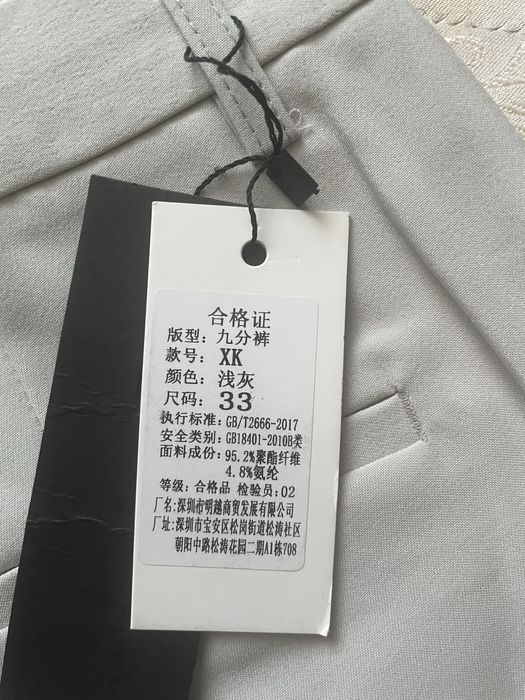 合格证
版型：九分裤
款号：XK
颜色：浅灰
尺码：33
执行标准：GB/T2666-2017
安全类别：GB18401-2010B类
面料成份：95.2%聚酯纤维
4.8%氨纶
等级：合格品 检验员：02
厂名：深圳市明越商贸发展有限公司
厂址：深圳市宝安区松岗街道松涛社区
朝阳中路松涛花园二期A1栋708